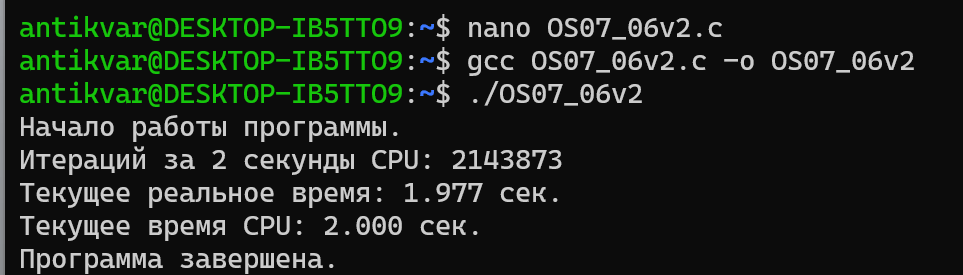 antikvar@DESKTOP-IB5TTO9:~$ nano OS07_06v2.c
antikvar@DESKTOP-IB5TTO9:~$ gcc OS07_06v2.c -o OS07_06v2
antikvar@DESKTOP-IB5TTO9:~$ ./OS07_06v2
Начало работы программы.
Итераций за 2 секунды CPU: 2143873
Текущее реальное время: 1.977 сек.
Текущее время CPU: 2.000 сек.
Программа завершена.